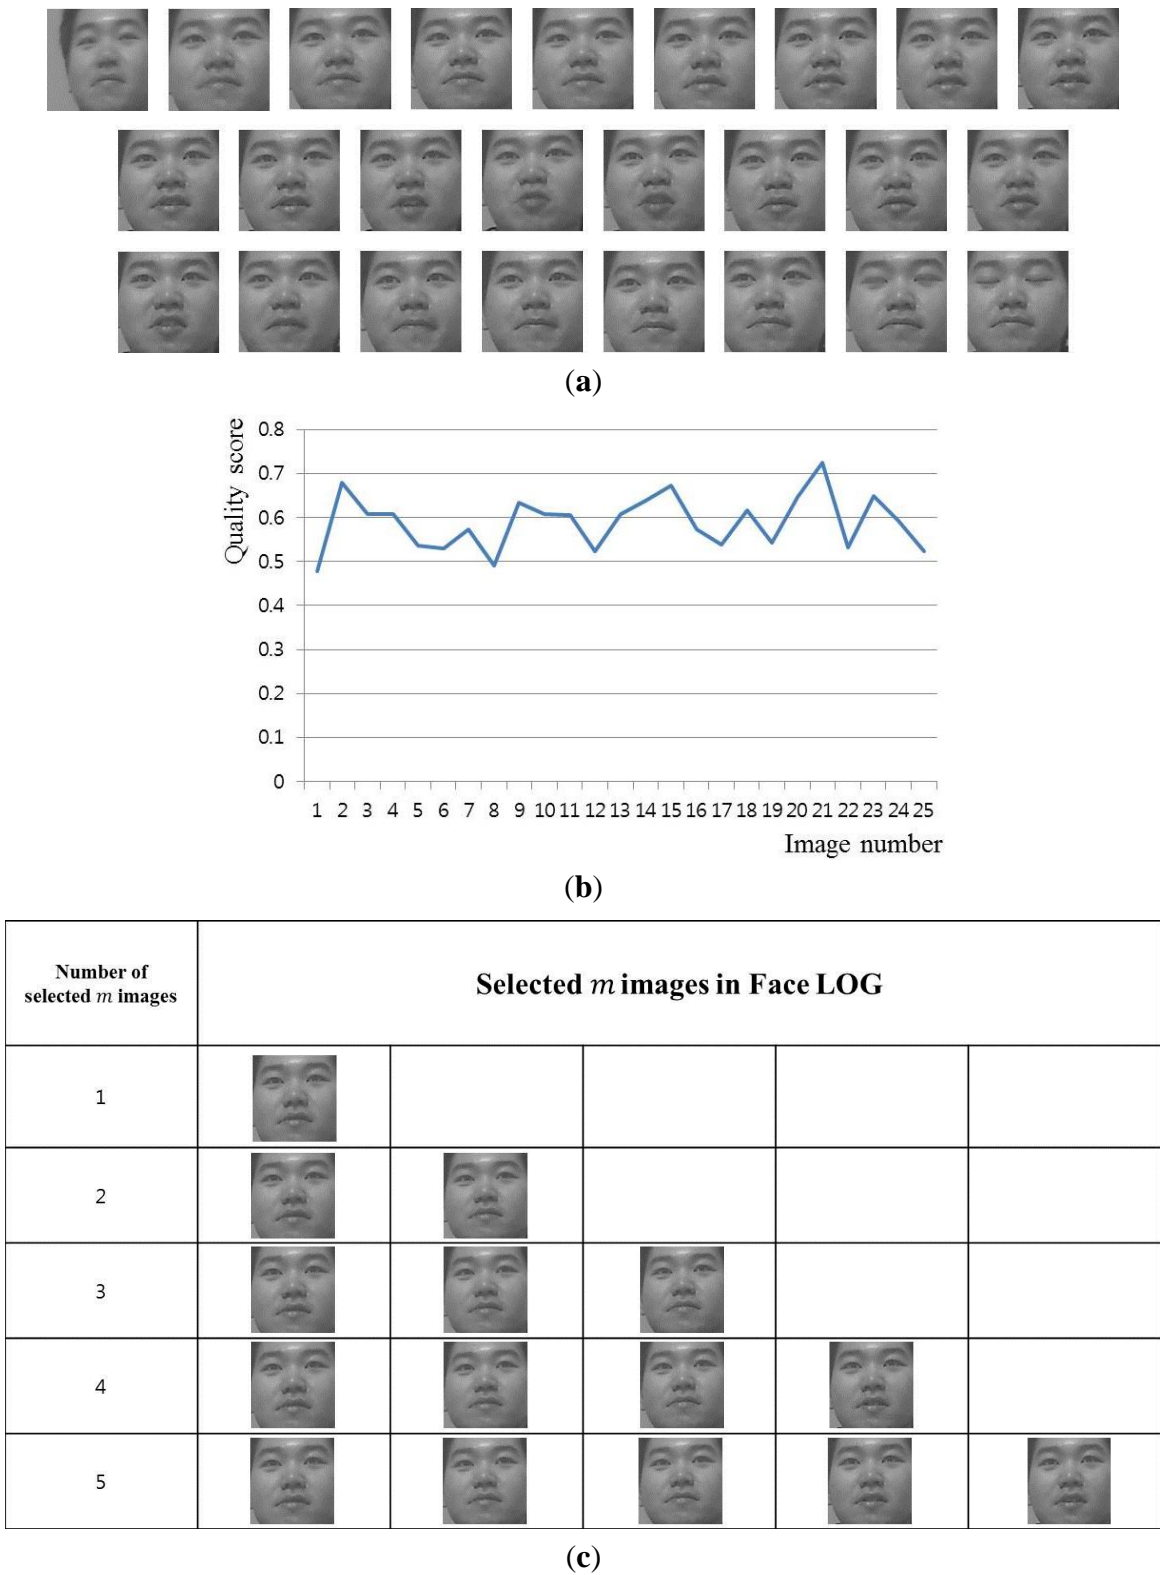 (a)
Quality score
0.8
0.7
0.6
0.5
0.4
0.3
0.2
0.1
0
1 2 3 4 5 6 7 8 9 10 11 12 13 14 15 16 17 18 19 20 21 22 23 24 25
Image number
(b)
Number of
selected m images
Selected m images in Face LOG
1
2
3
4
5
(c)